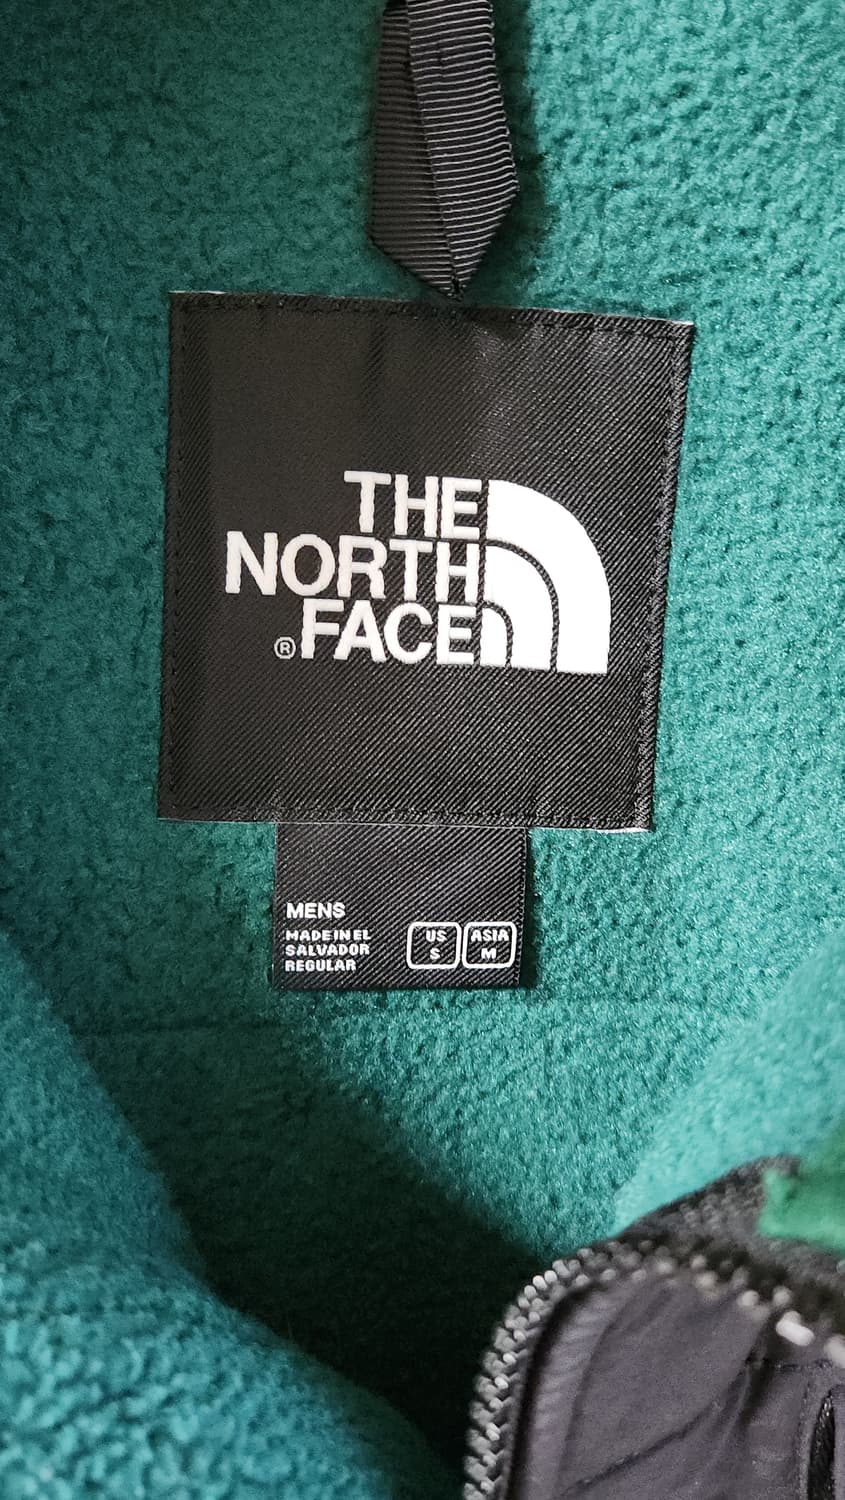 THE
NORTH
® FACE
MENS
MADE IN EL
SALVADOR
REGULAR
US
S
ASIA
M